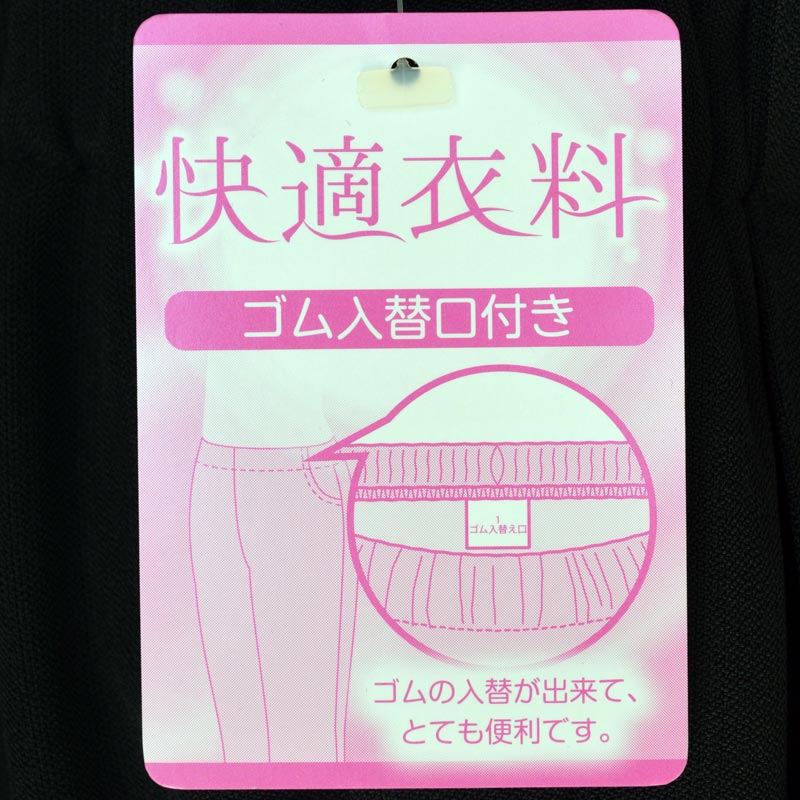 快適衣料
ゴム入替口付き
1
ゴム入替え口
ゴムの入替が出来て、
とても便利です。